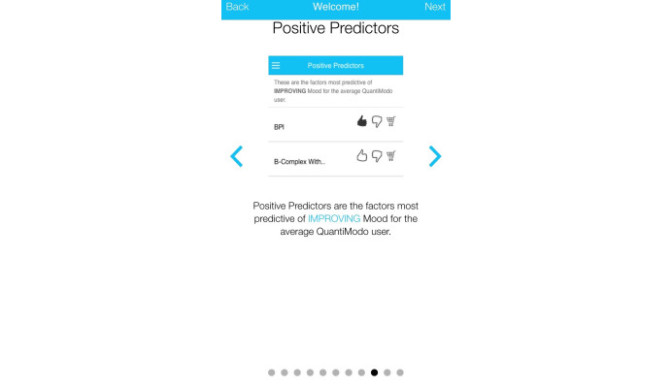 Back Welcome! Next
Positive Predictors
Positive Predictors
These are the factors most predictive of
IMPROVING Mood for the average QuantiModo
user.
BPI
B-Complex With..
Positive Predictors are the factors most
predictive of IMPROVING Mood for the
average QuantiModo user.